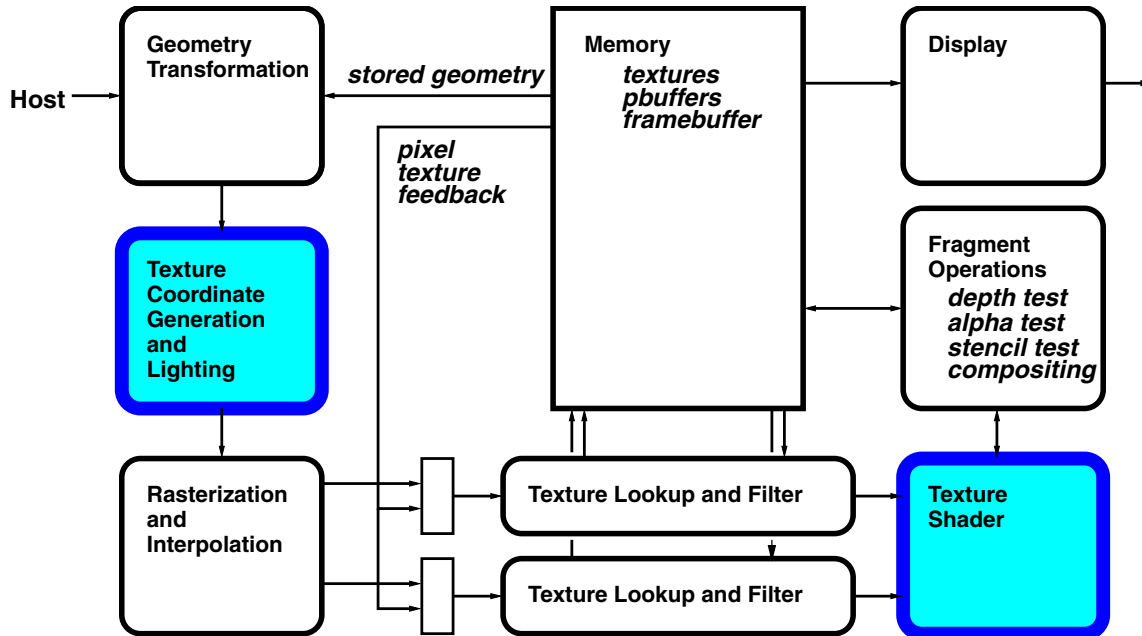 Host
Geometry
Transformation
stored geometry
pixel
texture
feedback
Memory
textures
pbuffers
framebuffer
Display
Texture
Coordinate
Generation
and
Lighting
Fragment
Operations
depth test
alpha test
stencil test
compositing
Rasterization
and
Interpolation
Texture Lookup and Filter
Texture Lookup and Filter
Texture
Shader